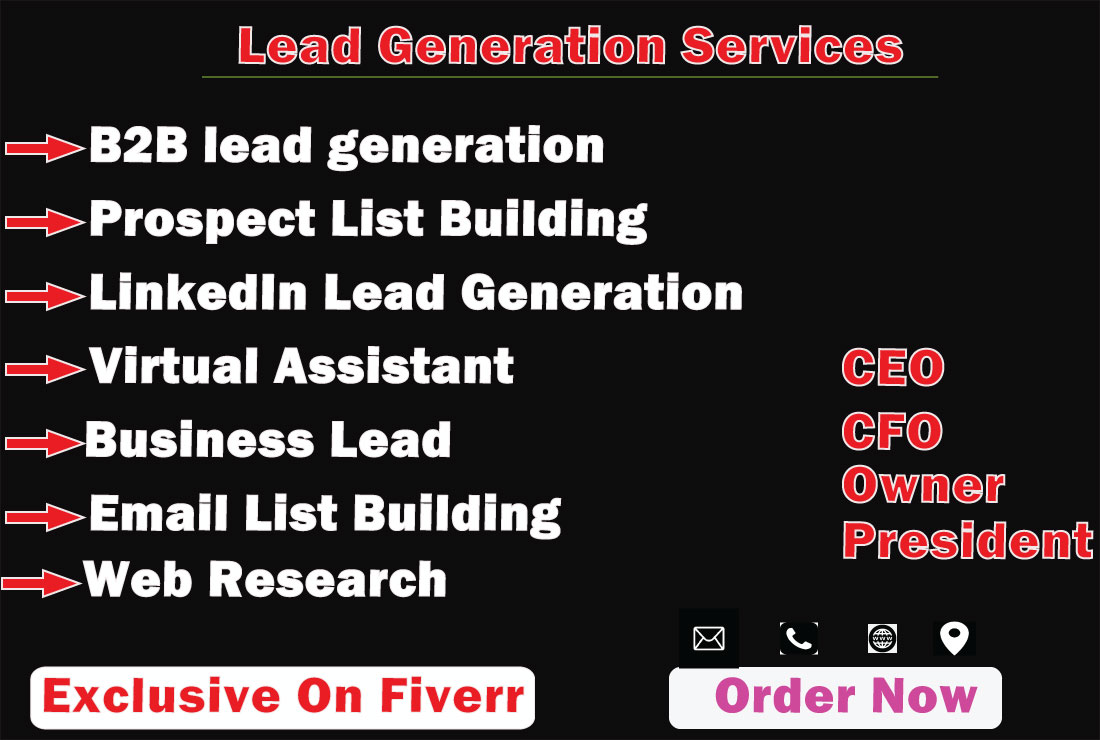 Lead Generation Services
B2B lead generation
Prospect List Building
LinkedIn Lead Generation
Virtual Assistant
Business Lead
Email List Building
Web Research
CEO
CFO
Owner
President
WWW
Exclusive On Fiverr
Order Now